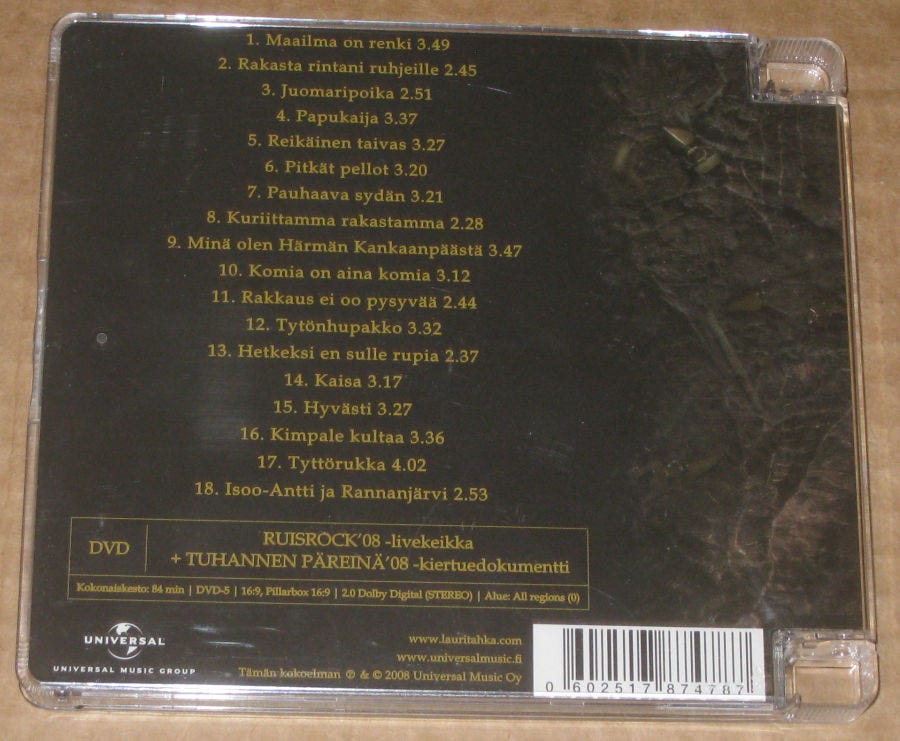 1. Maailma on renki 3.49
2. Rakasta rintani ruhjeille 2.45
3. Juomaripoika 2.51
4. Papukaija 3.37
5. Reikäinen taivas 3.27
6. Pitkät pellot 3.20
7. Pauhaava sydän 3.21
8. Kuriittamma rakastamma 2.28
9. Minä olen Härmän Kankaanpäästä 3.47
10. Komia on aina komia 3.12
11. Rakkaus ei oo pysyvää 2.44
12. Tytönhupakko 3.32
13. Hetkeksi en sulle rupia 2.37
14. Kaisa 3.17
15. Hyvästi 3.27
16. Kimpale kultaa 3.36
17. Tyttörukka 4.02
18. Isoo-Antti ja Rannanjärvi 2.53
DVD
RUISROCK'08 -livekeikka
+ TUHANNEN PÄREINÄ'08 -kiertuedokumentti
Kokonaiskesto: 84 min | DVD-5 | 16:9, Pillarbox 16:9 | 2.0 Dolby Digital (STEREO) | Alue: All regions (0)
UNIVERSAL
UNIVERSAL MUSIC GROUP
www.lauritahka.com
www.universalmusic.fi
Tämän kokoelman ℗ & © 2008 Universal Music Oy
0 602517 874787